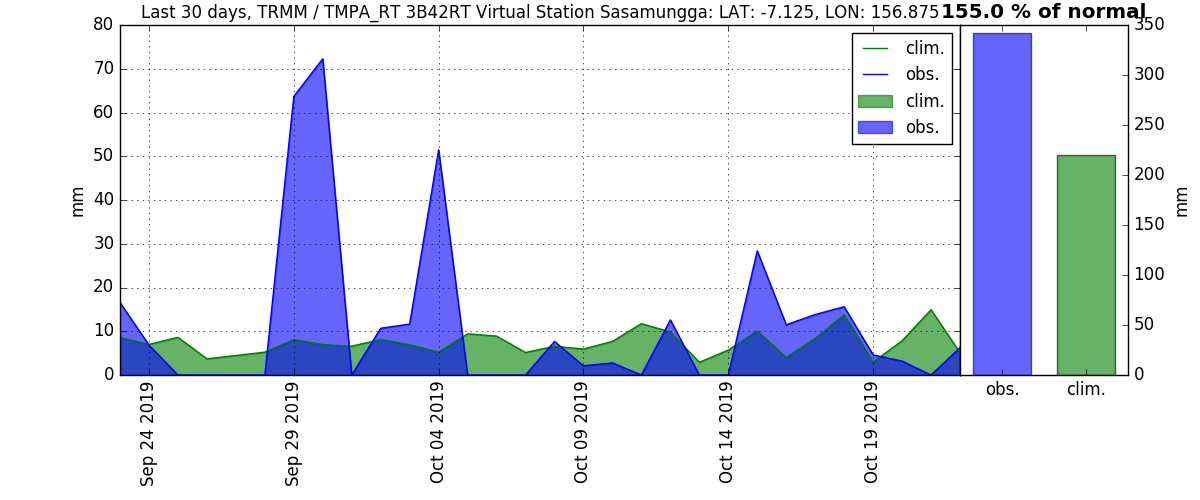 Last 30 days, TRMM / TMPA_RT 3B42RT Virtual Station Sasamungga: LAT: -7.125, LON: 156.875
155.0 % of normal
80
70
60
50
40
30
20
10
0
mm
clim.
obs.
clim.
obs.
Sep 24 2019
Sep 29 2019
Oct 04 2019
Oct 09 2019
Oct 14 2019
Oct 19 2019
350
300
250
200
150
100
50
0
mm
obs.
clim.